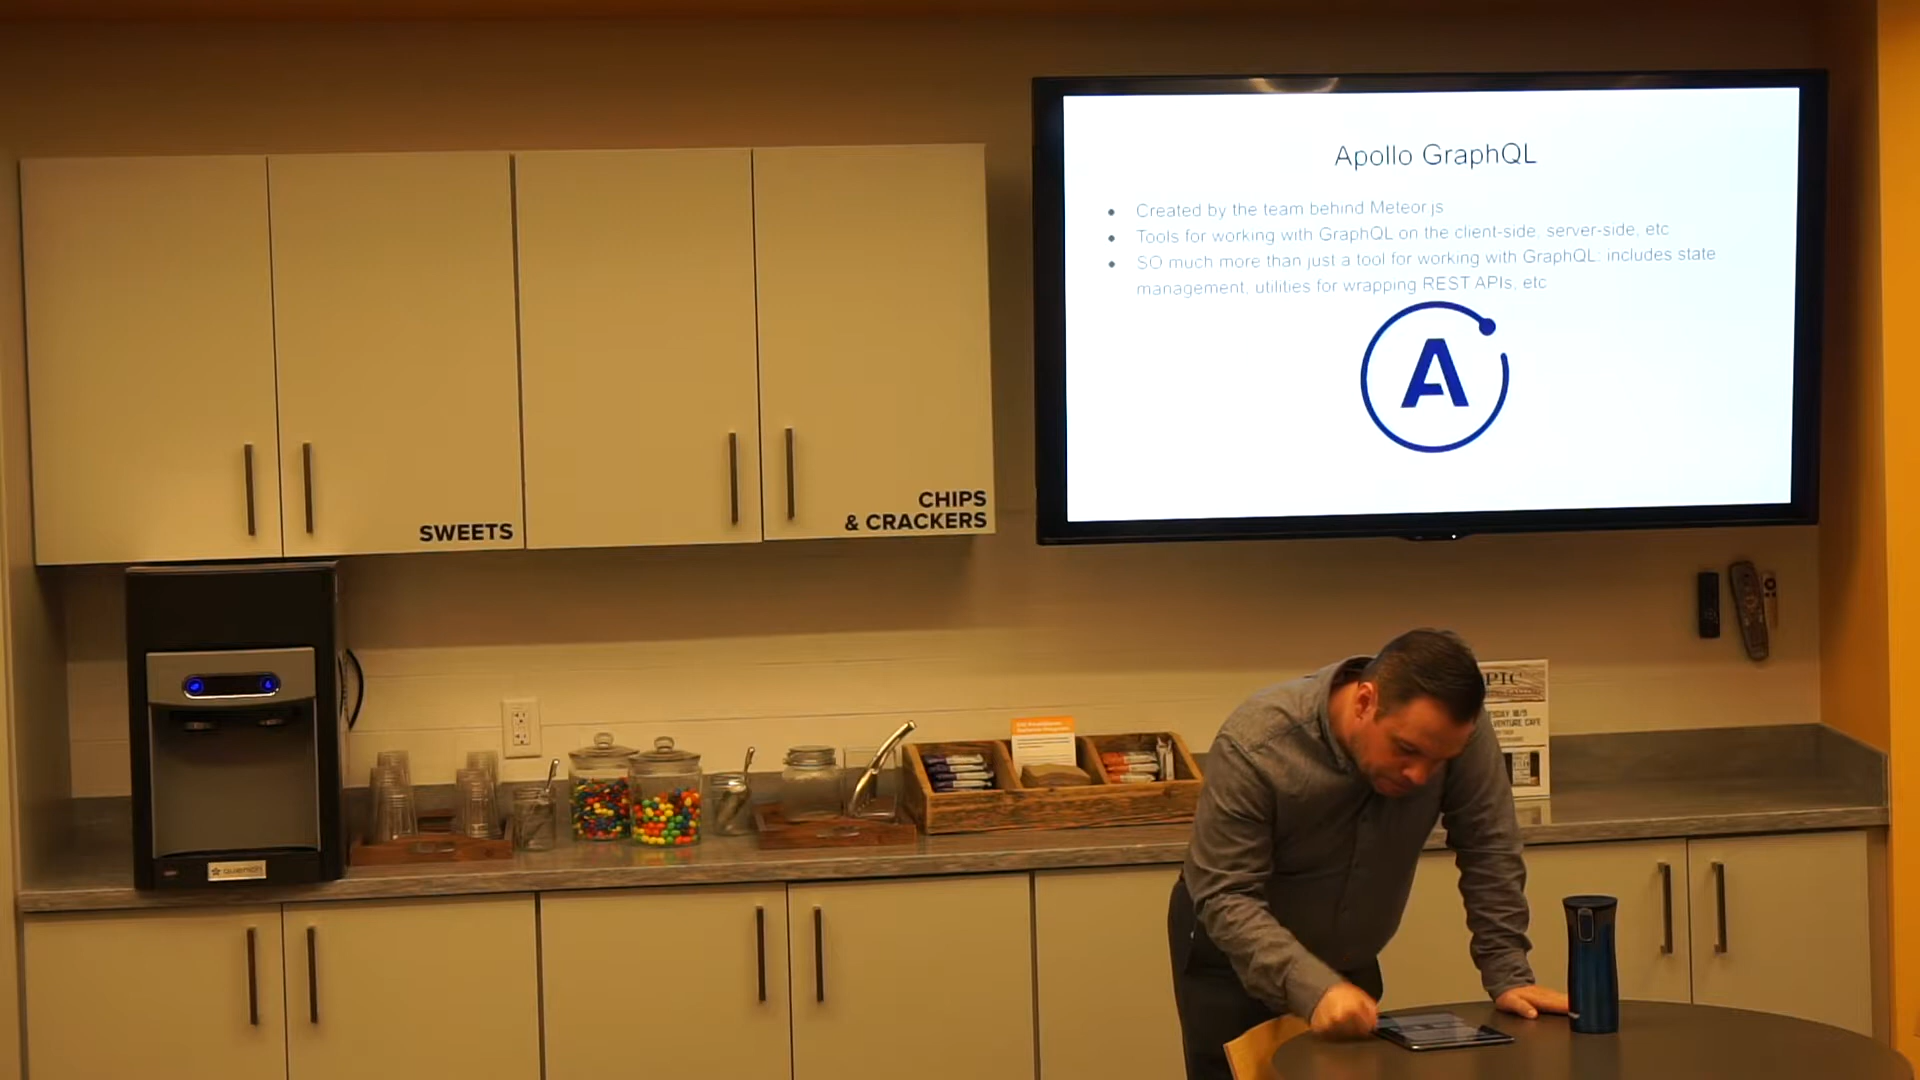 Apollo GraphQL
Created by the team behind Meteor.js
Tools for working with GraphQL on the client-side, server-side, etc
SO much more than just a tool for working with GraphQL: includes state
management, utilities for wrapping REST APIs, etc
A
SWEETS
CHIPS
& CRACKERS
VENTURE CAFE